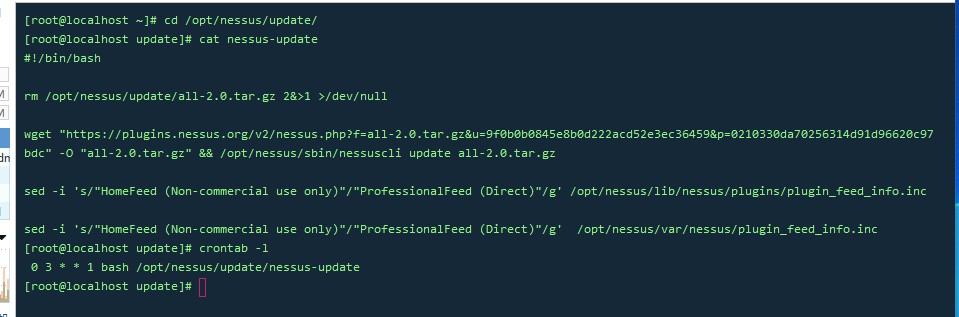 [root@localhost ~]# cd /opt/nessus/update/
[root@localhost update]# cat nessus-update
#!/bin/bash
rm /opt/nessus/update/all-2.0.tar.gz 2&>1 >/dev/null
wget "https://plugins.nessus.org/v2/nessus.php?f=all-2.0.tar.gz&u=9f0b0b0845e8b0d222acd52e3ec36459&p=0210330da70256314d91d96620c97
bdc" -O "all-2.0.tar.gz" && /opt/nessus/sbin/nessuscli update all-2.0.tar.gz
sed -i 's/"HomeFeed (Non-commercial use only)"/"ProfessionalFeed (Direct)"/g' /opt/nessus/lib/nessus/plugins/plugin_feed_info.inc
sed -i 's/"HomeFeed (Non-commercial use only)"/"ProfessionalFeed (Direct)"/g'  /opt/nessus/var/nessus/plugin_feed_info.inc
[root@localhost update]# crontab -l
 0 3 * * 1 bash /opt/nessus/update/nessus-update
[root@localhost update]#